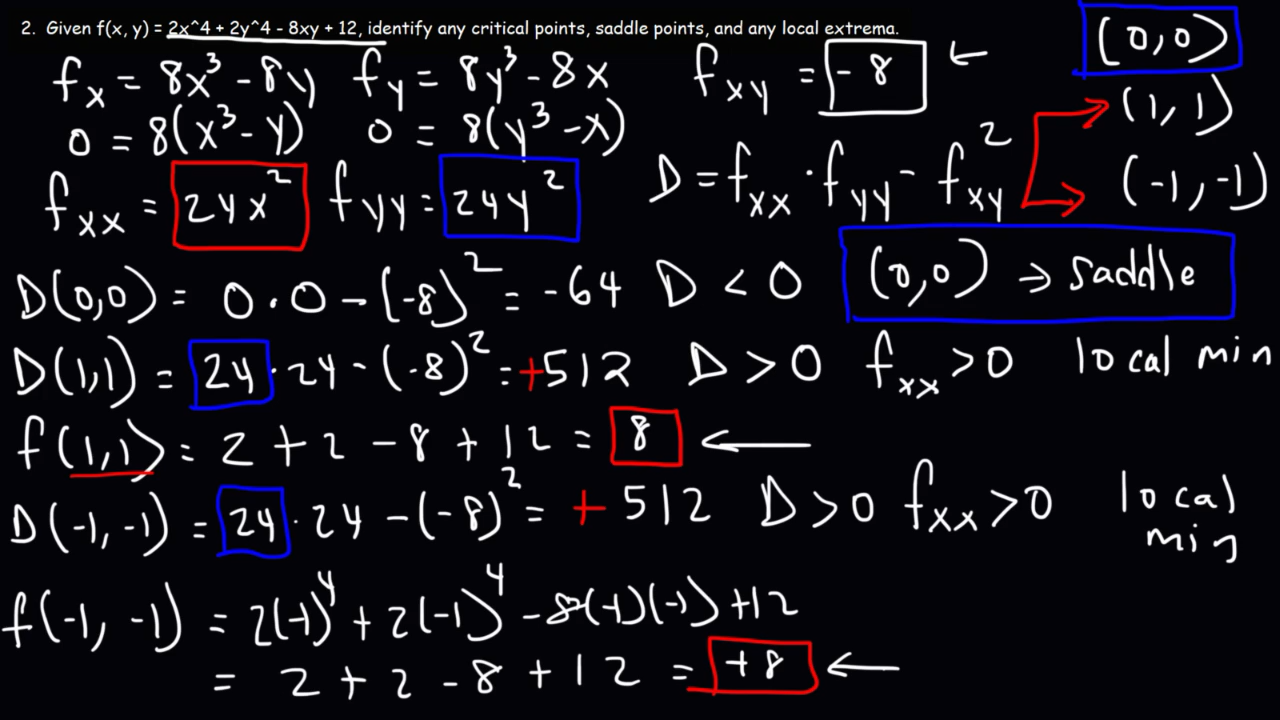 2. Given f(x, y) = 2x^4 + 2y^4 - 8xy + 12, identify any critical points, saddle points, and any local extrema.
(0,0)
fx = 8x³ - 8y fy = 8y³ - 8x fxy = -8 ←
(1, 1)
0 = 8(x³ - y) 0 = 8(y³ - x)
D = fxx · fyy - fxy² (-1, -1)
fxx = 24x² fyy = 24y²
D(0,0) = 0 · 0 - (-8)² = -64 D < 0 (0,0) → saddle
D(1,1) = 24 · 24 - (-8)² = +512 D > 0 fxx > 0 local min
f(1,1) = 2 + 2 - 8 + 12 = 8 ←
D(-1, -1) = 24 · 24 - (-8)² = + 512 D > 0 fxx > 0 local
min
f(-1, -1) = 2(-1)⁴ + 2(-1)⁴ - 8(-1)(-1) + 12
= 2 + 2 - 8 + 12 = +8 ←